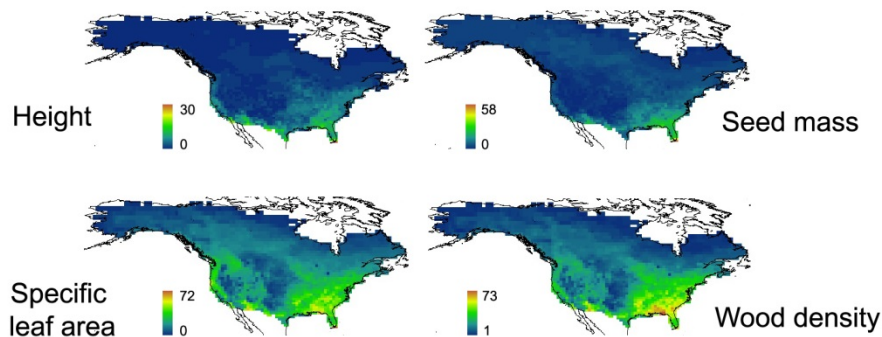 Height
30
0
58
0
Seed mass
Specific
leaf area
72
0
73
1
Wood density